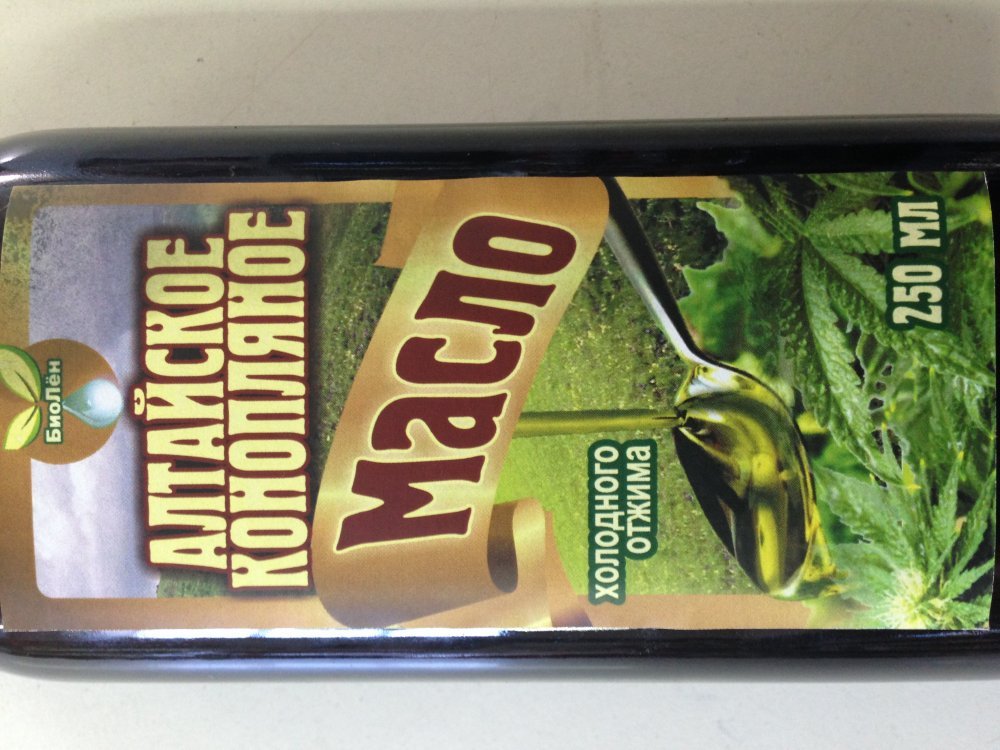 БиоЛён
АЛТАЙСКОЕ
КОНОПЛЯНОЕ
Масло
ХОЛОДНОГО
ОТЖИМА
250 МЛ